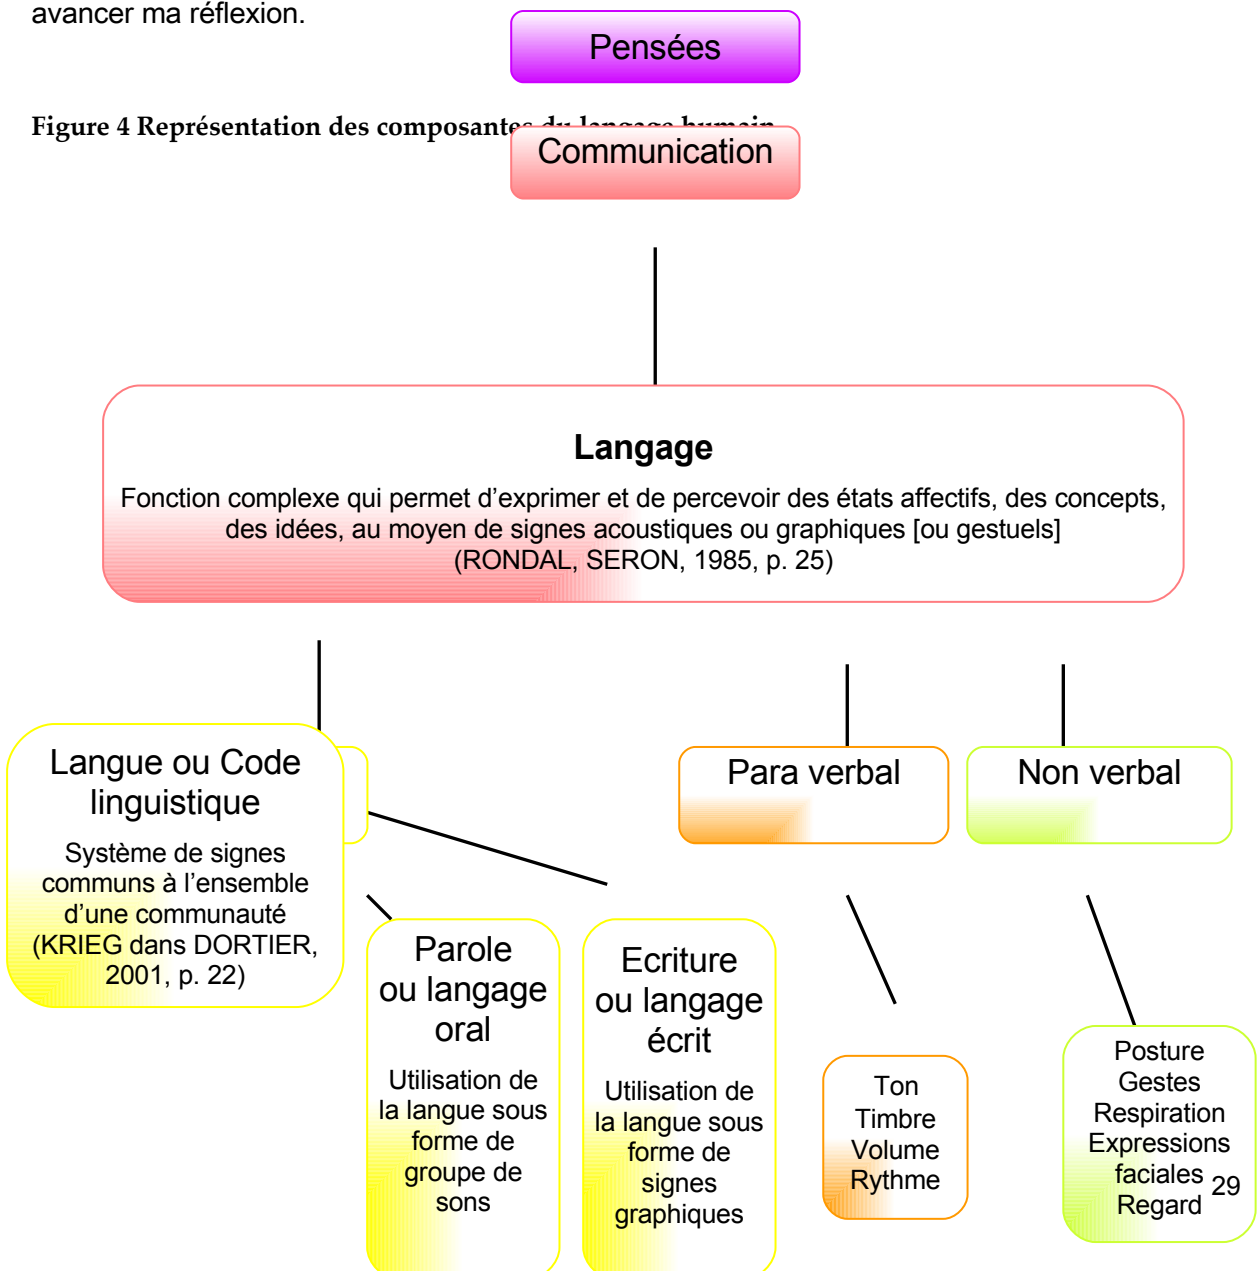 avancer ma réflexion.
Pensées
Figure 4 Représentation des composantes du langage humain
Communication
Langage
Fonction complexe qui permet d’exprimer et de percevoir des états affectifs, des concepts,
des idées, au moyen de signes acoustiques ou graphiques [ou gestuels]
(RONDAL, SERON, 1985, p. 25)
Langue ou Code
linguistique
Système de signes
communs à l’ensemble
d’une communauté
(KRIEG dans DORTIER,
2001, p. 22)
Parole
ou langage
oral
Utilisation de
la langue sous
forme de
groupe de
sons
Ecriture
ou langage
écrit
Utilisation de
la langue sous
forme de
signes
graphiques
Para verbal
Ton
Timbre
Volume
Rythme
Non verbal
Posture
Gestes
Respiration
Expressions
faciales
Regard
29